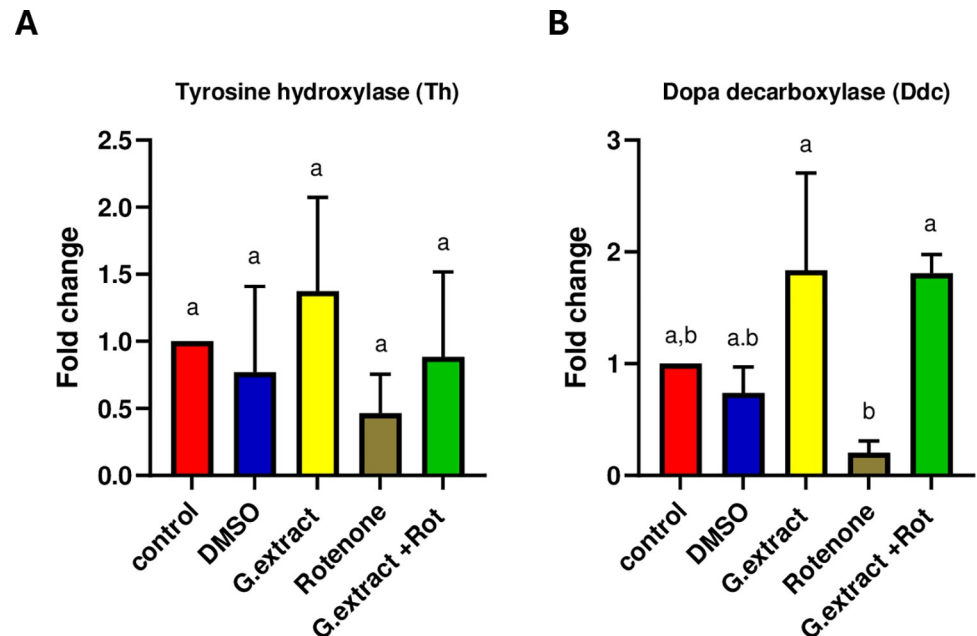 A
B
Tyrosine hydroxylase (Th)
Dopa decarboxylase (Ddc)
Fold change
2.5
2.0
1.5
1.0
0.5
0.0
a
a
a
a
a
control
DMSO
G.extract
Rotenone
G.extract +Rot
Fold change
3
2
1
0
a,b
a.b
a
b
a
control
DMSO
G.extract
Rotenone
G.extract +Rot